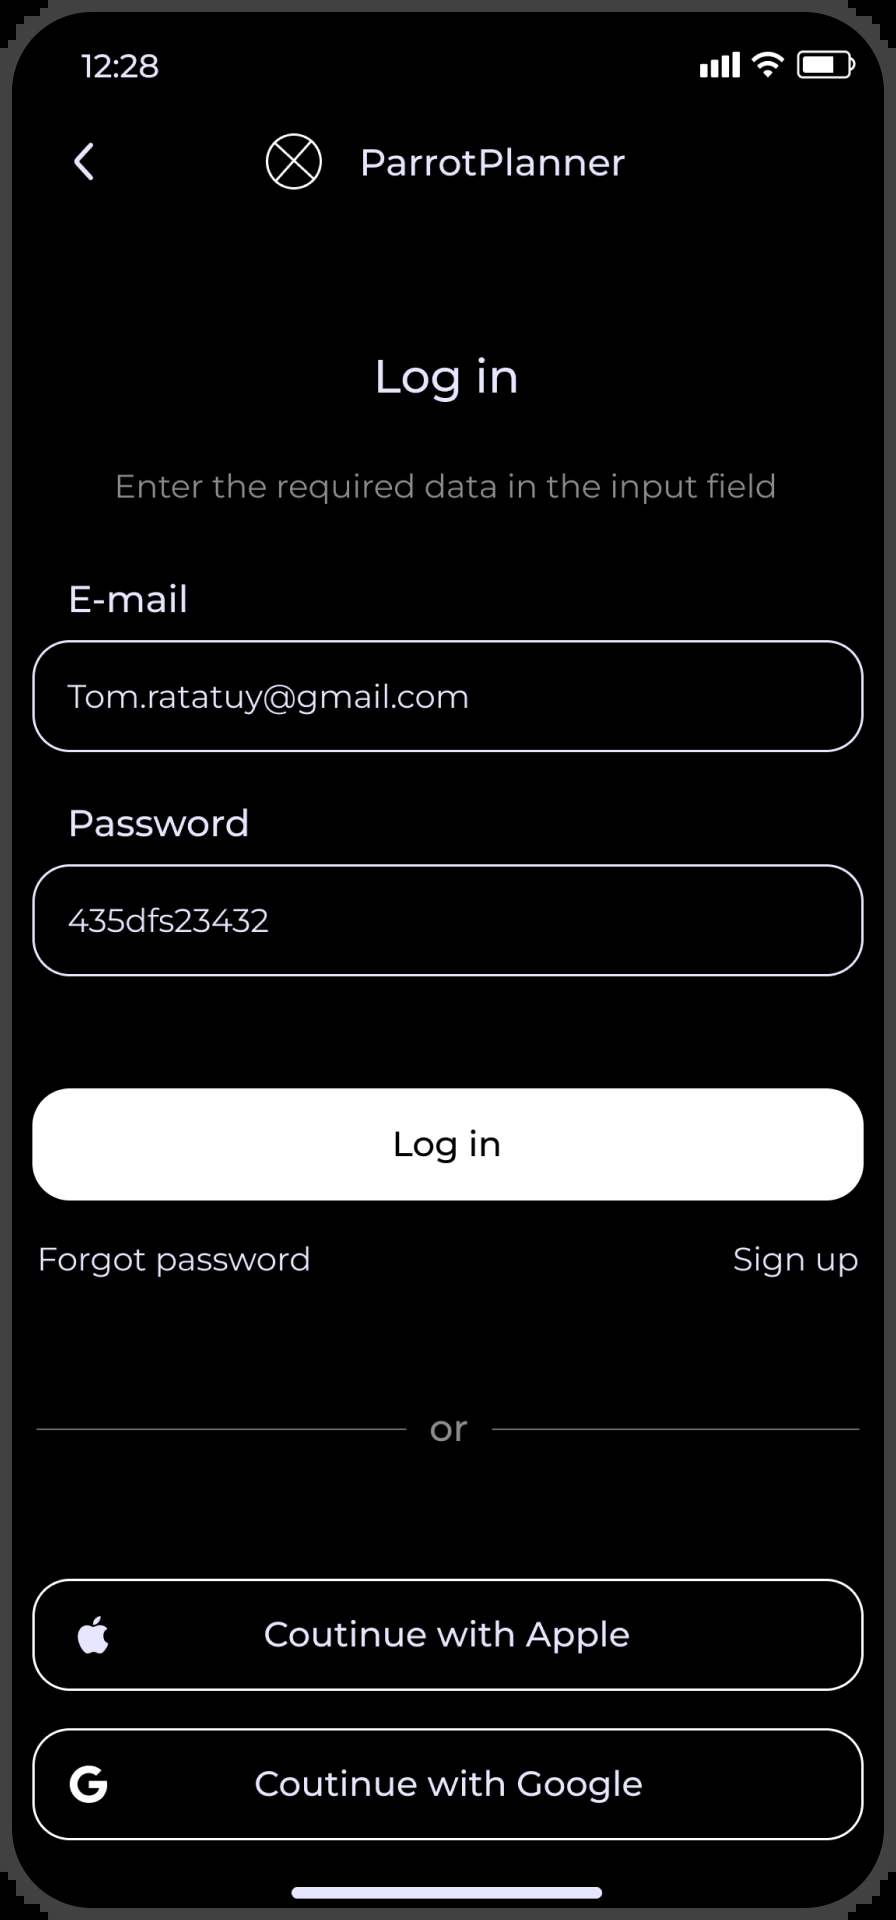 12:28
ParrotPlanner
Log in
Enter the required data in the input field
E-mail
Tom.ratatuy@gmail.com
Password
435dfs23432
Log in
Forgot password
Sign up
or
Coutinue with Apple
Coutinue with Google